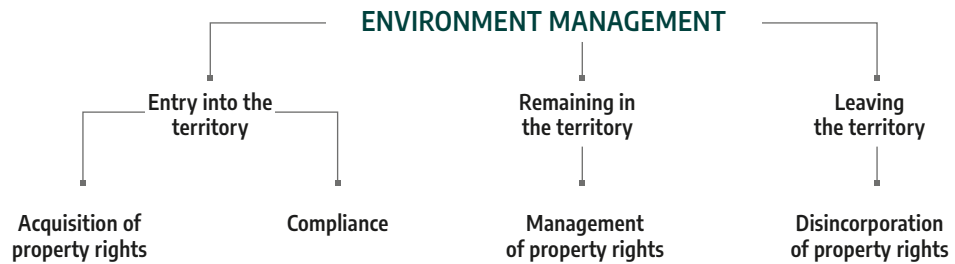 ENVIRONMENT MANAGEMENT
Entry into the
territory
Remaining in
the territory
Leaving
the territory
Acquisition of
property rights
Compliance
Management
of property rights
Disincorporation
of property rights